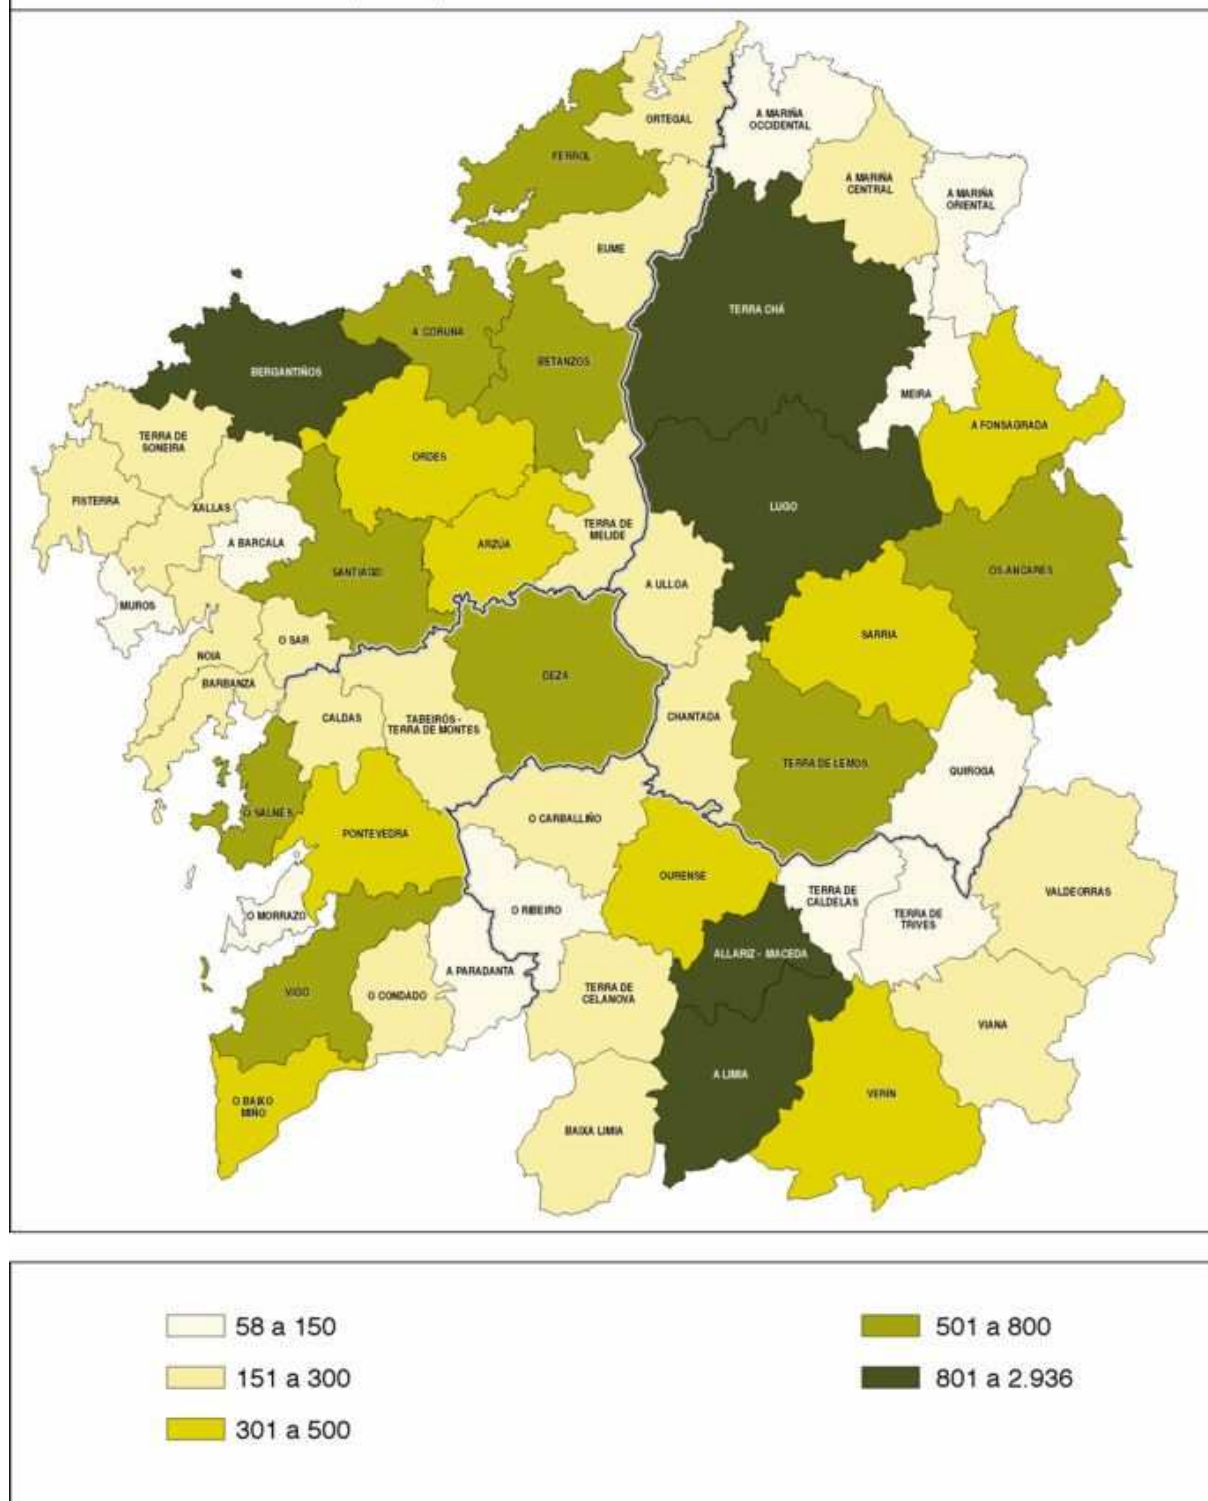 ORTEGAL
A MARIÑA
OCCIDENTAL
FERROL
A MARIÑA
CENTRAL
A MARIÑA
ORIENTAL
EUME
TERRA CHÁ
A CORUÑA
BETANZOS
BERGANTIÑOS
MEIRA
A FONSAGRADA
TERRA DE
SONEIRA
ORDES
FISTERRA
XALLAS
LUGO
A BARCALA
TERRA DE
MELIDE
ARZÚA
SANTIAGO
A ULLOA
OS ANCARES
MUROS
O SAR
SARRIA
NOIA
BARBANZA
DEZA
CALDAS
TABEIRÓS -
TERRA DE MONTES
CHANTADA
TERRA DE LEMOS
QUIROGA
O SALNÉS
PONTEVEDRA
O CARBALLIÑO
OURENSE
VALDEORRAS
TERRA DE
CALDELAS
O MORRAZO
O RIBEIRO
TERRA DE
TRIVES
ALLARIZ - MACEDA
A PARADANTA
VIGO
O CONDADO
TERRA DE
CELANOVA
VIANA
A LIMIA
VERÍN
O BAIXO
MIÑO
BAIXA LIMIA
58 a 150
151 a 300
301 a 500
501 a 800
801 a 2.936